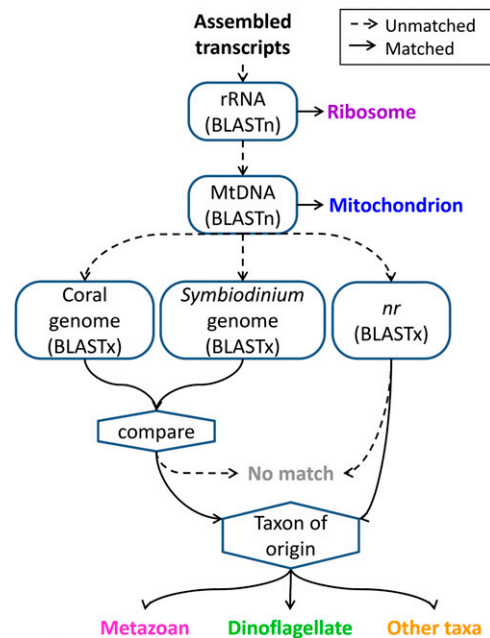 Assembled
transcripts
Unmatched
Matched
rRNA
(BLASTn)
Ribosome
MtDNA
(BLASTn)
Mitochondrion
Coral
genome
(BLASTx)
Symbiodinium
genome
(BLASTx)
nr
(BLASTx)
compare
No match
Taxon of
origin
Metazoan
Dinoflagellate
Other taxa